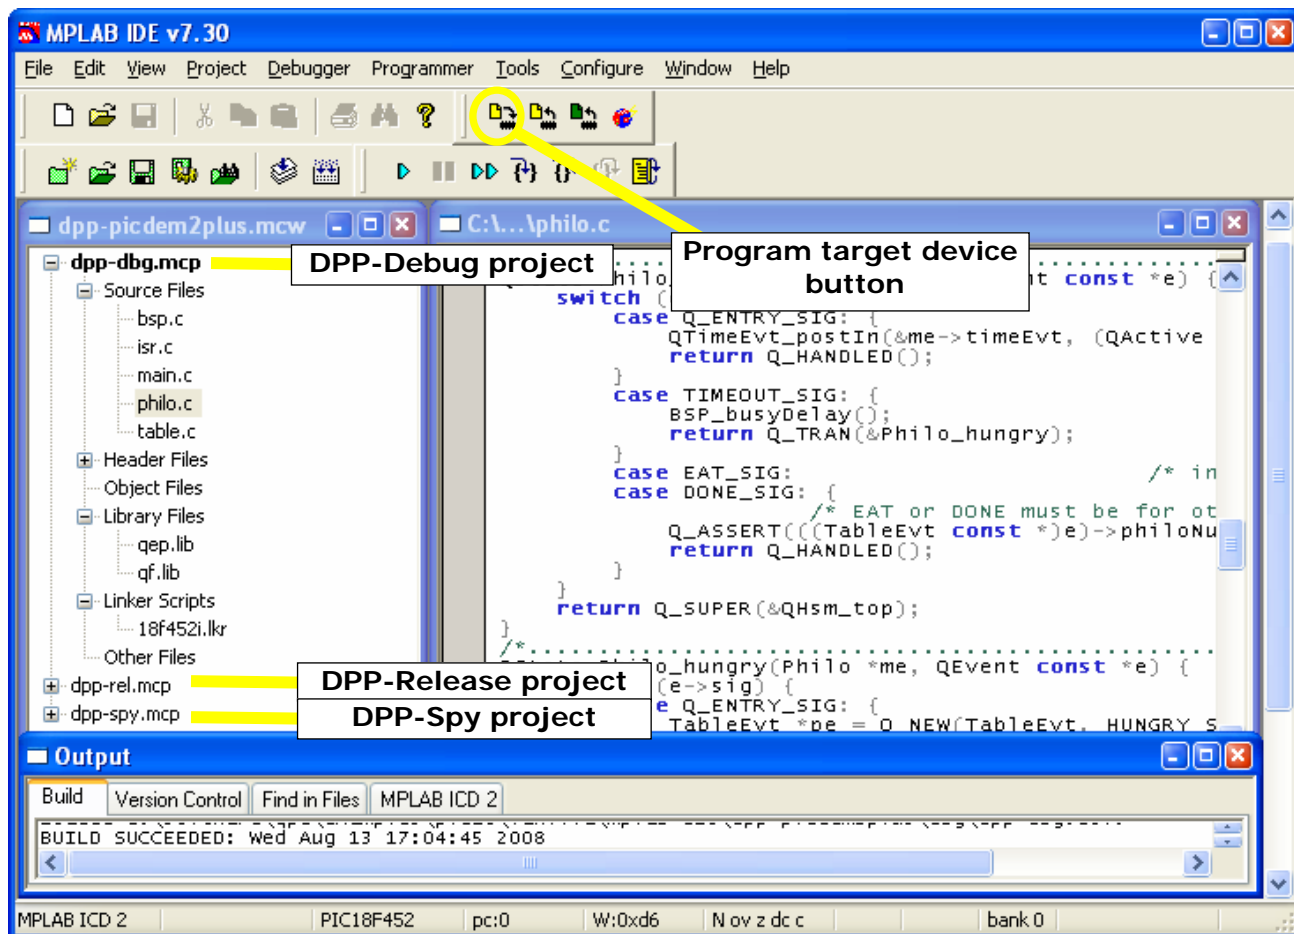 MPLAB IDE v7.30
File Edit View Project Debugger Programmer Tools Configure Window Help
dpp-picdem2plus.mcw
dpp-dbg.mcp
Source Files
bsp.c
isr.c
main.c
philo.c
table.c
Header Files
Object Files
Library Files
qep.lib
qf.lib
Linker Scripts
18f452i.lkr
Other Files
dpp-rel.mcp
dpp-spy.mcp
DPP-Debug project
DPP-Release project
DPP-Spy project
Program target device
button
C:\...\philo.c
const *e) {
switch (
case Q_ENTRY_SIG: {
QTimeEvt_postIn(&me->timeEvt, (QActive
return Q_HANDLED();
}
case TIMEOUT_SIG: {
BSP_busyDelay();
return Q_TRAN(&Philo_hungry);
}
case EAT_SIG: /* in
case DONE_SIG: {
/* EAT or DONE must be for ot
Q_ASSERT(((TableEvt const *)e)->philoNu
return Q_HANDLED();
}
}
return Q_SUPER(&QHsm_top);
}
/*..................................................
o_hungry(Philo *me, QEvent const *e) {
(e->sig) {
e Q_ENTRY_SIG: {
TableEvt *pe = Q_NEW(TableEvt, HUNGRY_S
Output
Build Version Control Find in Files MPLAB ICD 2
BUILD SUCCEEDED: Wed Aug 13 17:04:45 2008
MPLAB ICD 2 PIC18F452 pc:0 W:0xd6 N ov z dc c bank 0